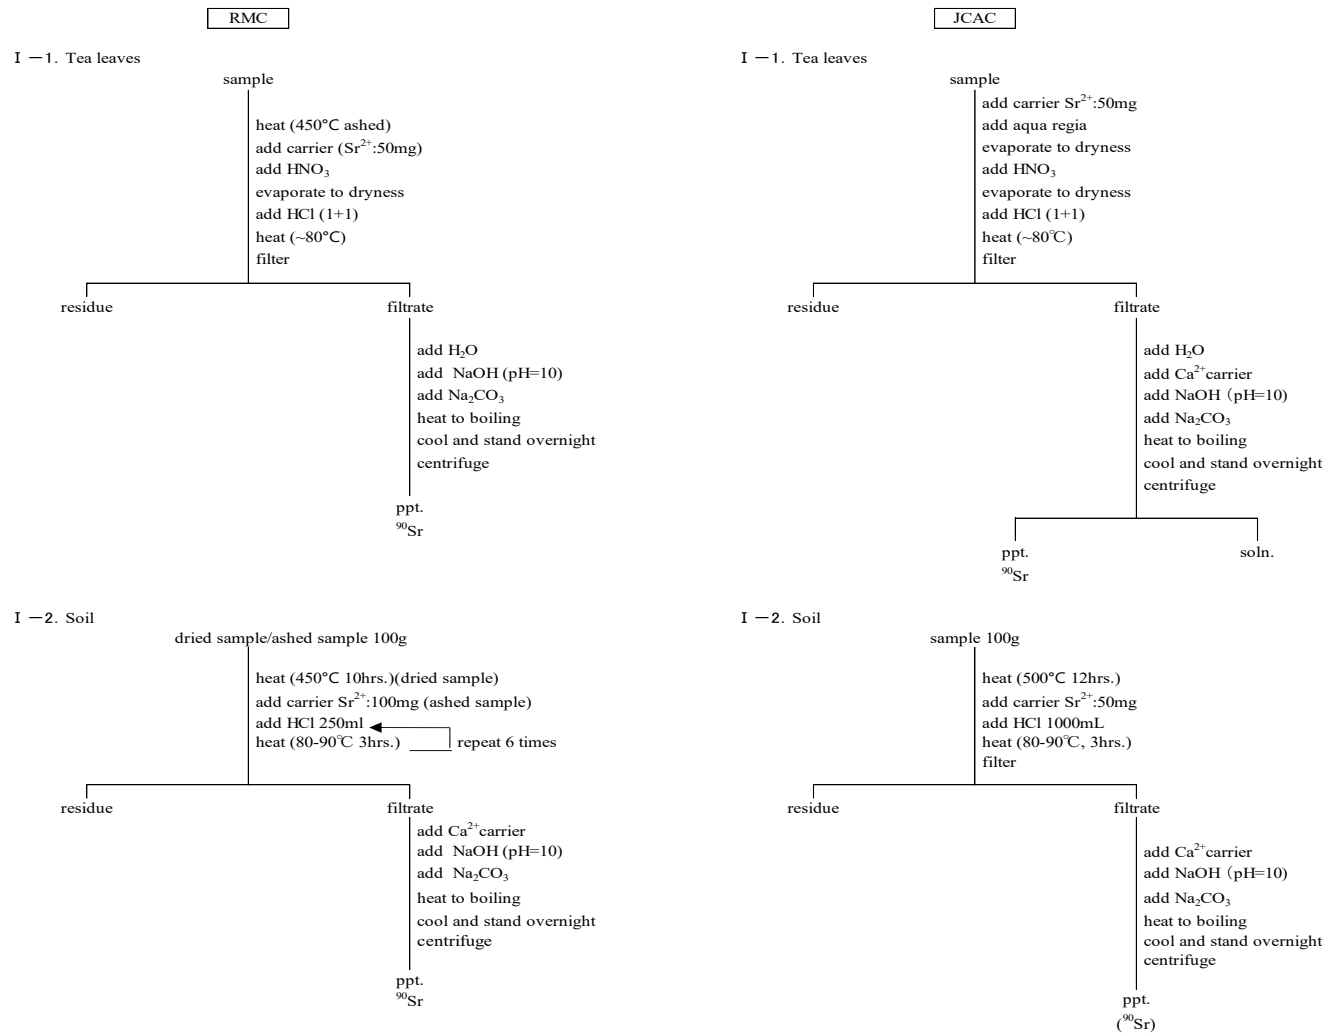 RMC
Ⅰ－1. Tea leaves
sample
heat (450℃ ashed)
add carrier (Sr²⁺:50mg)
add HNO₃
evaporate to dryness
add HCl (1+1)
heat (~80℃)
filter
residue
filtrate
add H₂O
add NaOH (pH=10)
add Na₂CO₃
heat to boiling
cool and stand overnight
centrifuge
ppt.
⁹⁰Sr
Ⅰ－2. Soil
dried sample/ashed sample 100g
heat (450℃ 10hrs.)(dried sample)
add carrier Sr²⁺:100mg (ashed sample)
add HCl 250ml
heat (80-90℃ 3hrs.)
repeat 6 times
residue
filtrate
add Ca²⁺carrier
add NaOH (pH=10)
add Na₂CO₃
heat to boiling
cool and stand overnight
centrifuge
ppt.
⁹⁰Sr
JCAC
Ⅰ－1. Tea leaves
sample
add carrier Sr²⁺:50mg
add aqua regia
evaporate to dryness
add HNO₃
evaporate to dryness
add HCl (1+1)
heat (~80℃)
filter
residue
filtrate
add H₂O
add Ca²⁺carrier
add NaOH（pH=10)
add Na₂CO₃
heat to boiling
cool and stand overnight
centrifuge
ppt.
⁹⁰Sr
soln.
Ⅰ－2. Soil
sample 100g
heat (500℃ 12hrs.)
add carrier Sr²⁺:50mg
add HCl 1000mL
heat (80-90℃, 3hrs.)
filter
residue
filtrate
add Ca²⁺carrier
add NaOH（pH=10)
add Na₂CO₃
heat to boiling
cool and stand overnight
centrifuge
ppt.
(⁹⁰Sr)